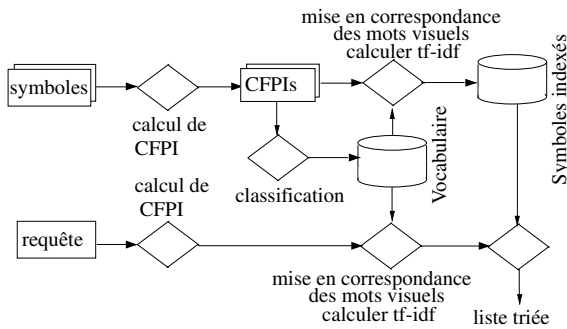 mise en correspondance
des mots visuels
calculer tf-idf
symboles
CFPIs
calcul de
CFPI
Symboles indexés
Vocabulaire
classification
calcul de
CFPI
requête
mise en correspondance
des mots visuels
calculer tf-idf
liste triée